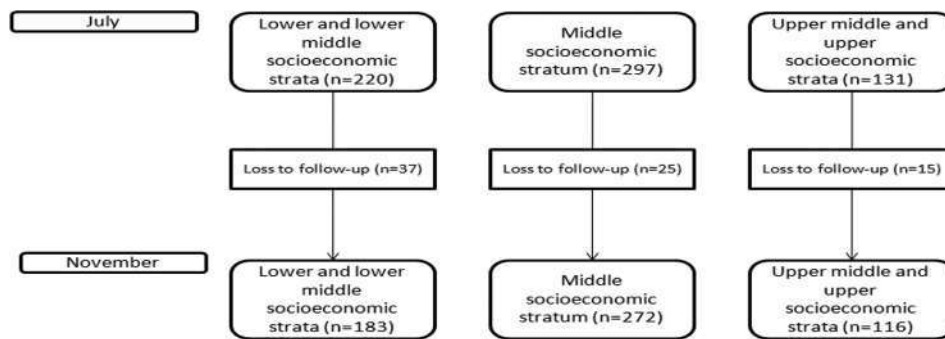 July
Lower and lower
middle
socioeconomic
strata (n=220)
Middle
socioeconomic
stratum (n=297)
Upper middle and
upper
socioeconomic
strata (n=131)
Loss to follow-up (n=37)
Loss to follow-up (n=25)
Loss to follow-up (n=15)
November
Lower and lower
middle
socioeconomic
strata (n=183)
Middle
socioeconomic
stratum (n=272)
Upper middle and
upper
socioeconomic
strata (n=116)